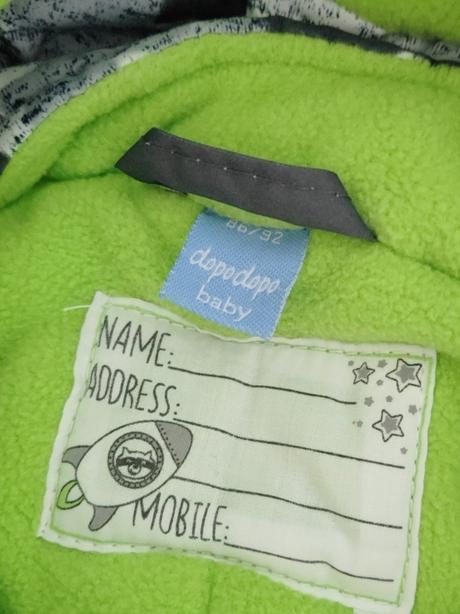 86/92
dopodopo
baby
NAME:
ADDRESS:
MOBILE: